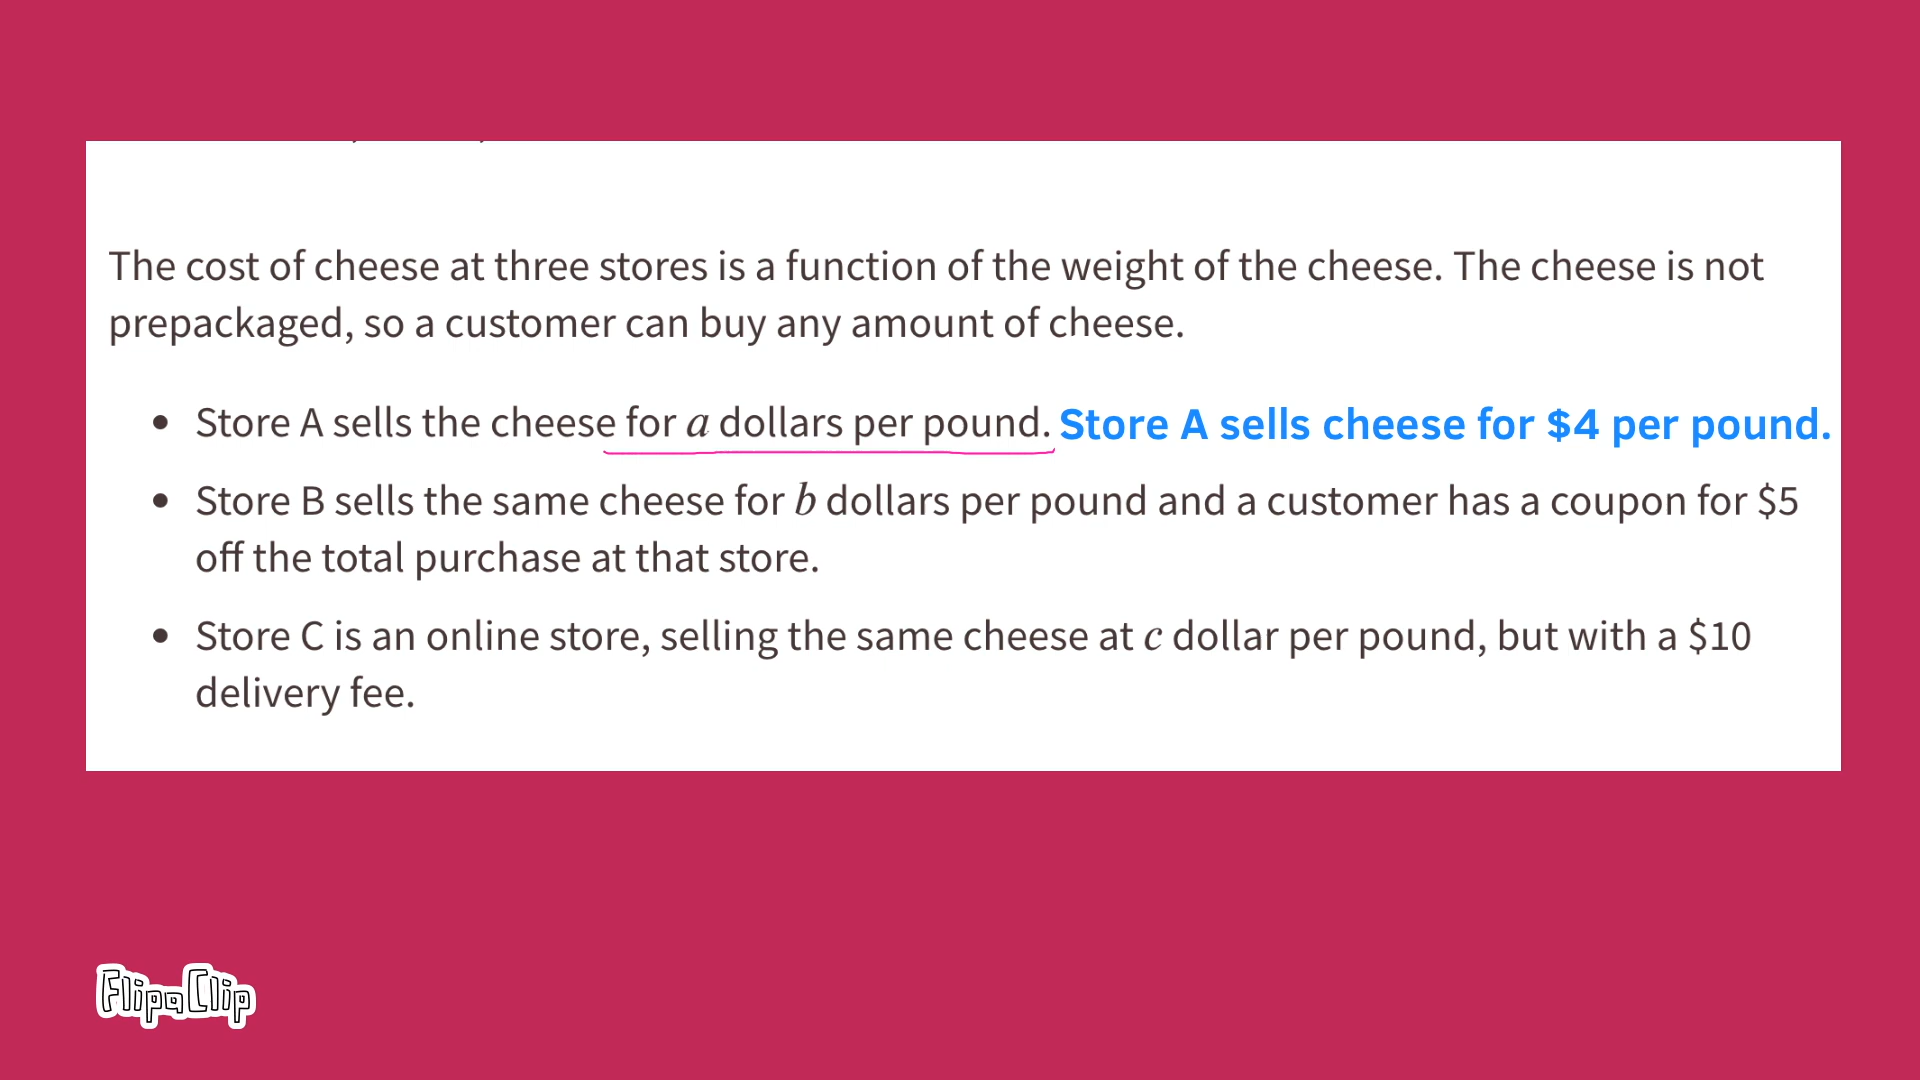 The cost of cheese at three stores is a function of the weight of the cheese. The cheese is not
prepackaged, so a customer can buy any amount of cheese.
• Store A sells the cheese for a dollars per pound. Store A sells cheese for $4 per pound.
• Store B sells the same cheese for b dollars per pound and a customer has a coupon for $5
off the total purchase at that store.
• Store C is an online store, selling the same cheese at c dollar per pound, but with a $10
delivery fee.
FlipaClip